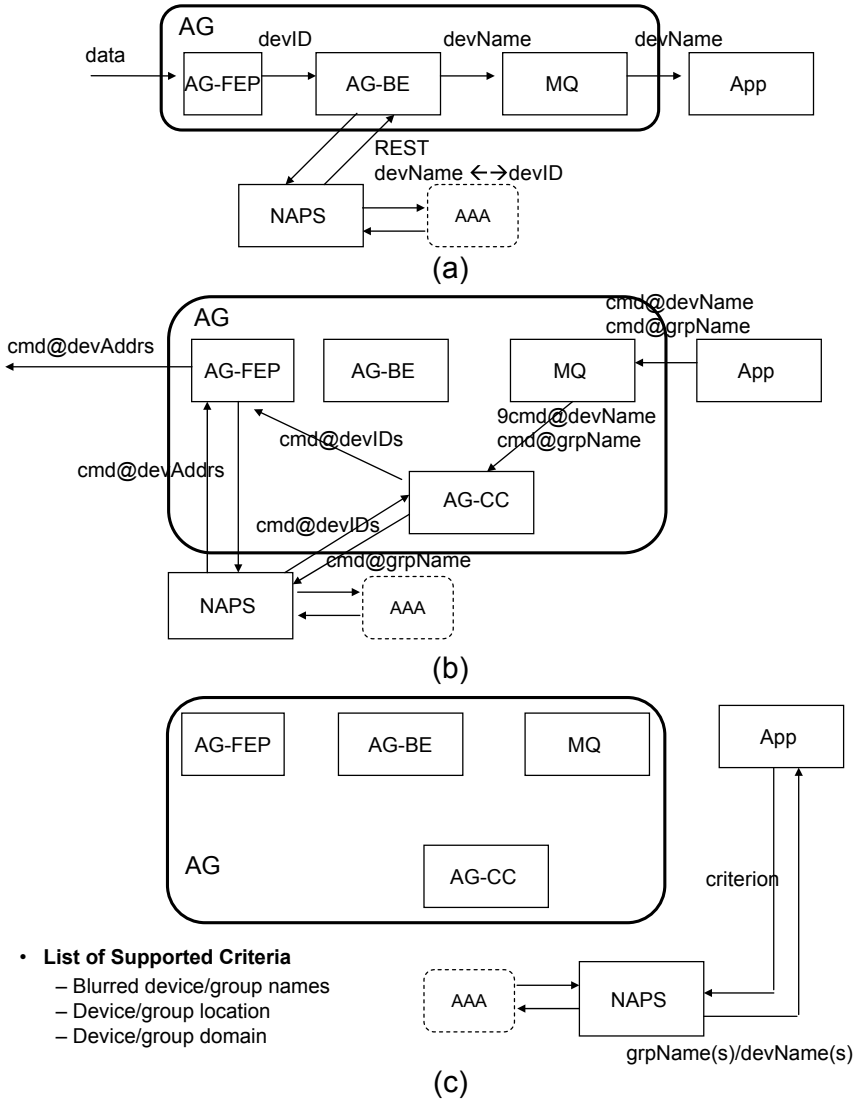 AG
data
devID
devName
devName
AG-FEP
AG-BE
MQ
App
REST
devName ←→devID
NAPS
AAA
(a)
AG
cmd@devName
cmd@grpName
cmd@devAddrs
AG-FEP
AG-BE
MQ
App
9cmd@devName
cmd@grpName
cmd@devIDs
cmd@devAddrs
AG-CC
cmd@devIDs
cmd@grpName
NAPS
AAA
(b)
AG-FEP
AG-BE
MQ
App
AG
AG-CC
criterion
• List of Supported Criteria
– Blurred device/group names
– Device/group location
– Device/group domain
AAA
NAPS
grpName(s)/devName(s)
(c)